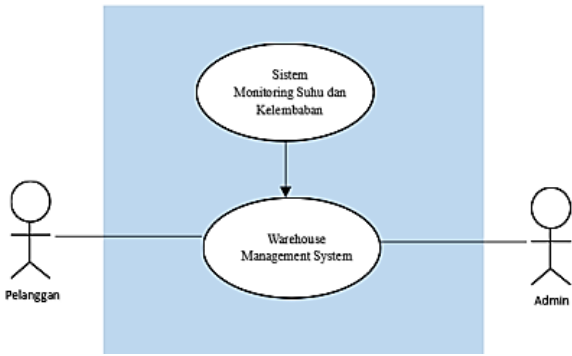 Sistem
Monitoring Suhu dan
Kelembaban
Warehouse
Management System
Pelanggan
Admin